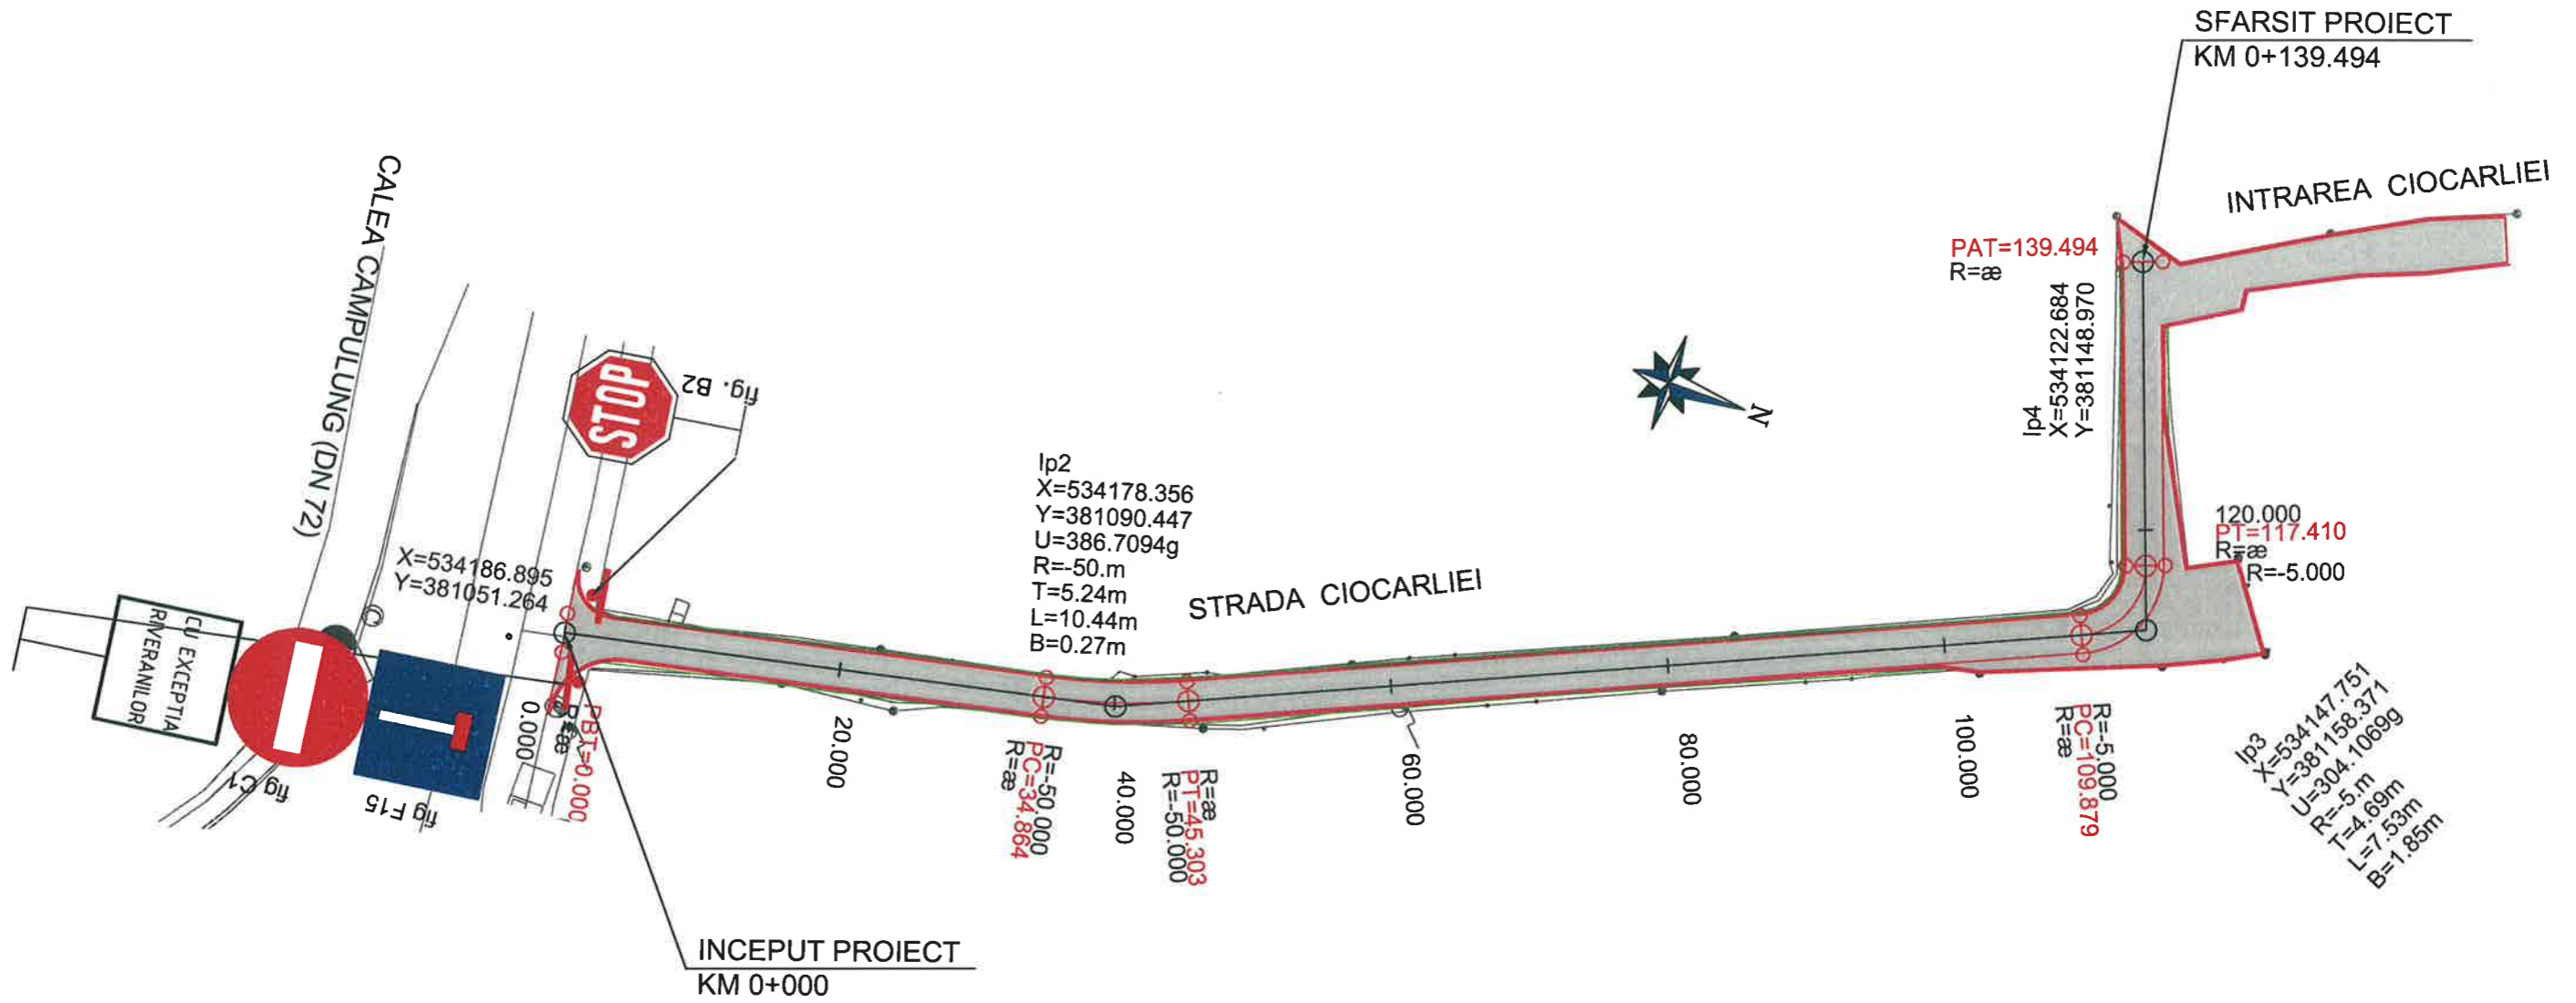 SFARSIT PROIECT
KM 0+139.494
INTRAREA CIOCARLIEI
PAT=139.494
R=æ
Ip4
X=534122.684
Y=381148.970
CALEA CAMPULUNG (DN 72)
STOP
fig. B2
N
Ip2
X=534178.356
Y=381090.447
U=386.7094g
R=-50.m
T=5.24m
L=10.44m
B=0.27m
STRADA CIOCARLIEI
120.000
PT=117.410
R=æ
R=-5.000
X=534186.895
Y=381051.264
C
CU EXCEPTIA
RIVERANILOR
fig C1
fig F15
0.000
PBT=0.000
20.000
R=-50.000
PC=34.864
R=æ
40.000
R=æ
PT=45.303
R=-50.000
60.000
80.000
100.000
R=-5.000
PC=109.879
R=æ
Ip3
X=534147.751
Y=381158.371
U=304.1069g
R=-5.m
T=4.69m
L=7.53m
B=1.85m
INCEPUT PROIECT
KM 0+000